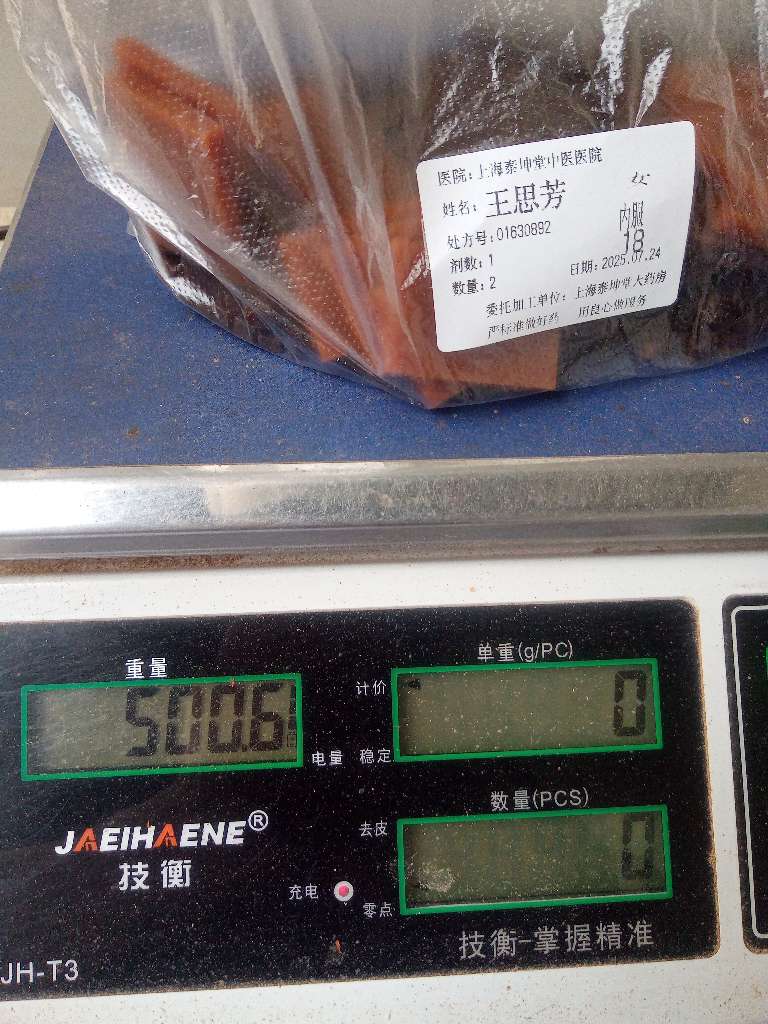 医院：上海泰坤堂中医医院
姓名：王思芳 女
处方号：01630892 内服
剂数：1 18
数量：2 日期：2025.07.24
委托加工单位：上海泰坤堂大药房
严标准做好药 用良心做服务
重量
单重(g/PC)
计价
500.6
0
电量 稳定
数量(PCS)
去皮
JAEIHAENE®
0
技衡
充电
零点
技衡-掌握精准
JH-T3